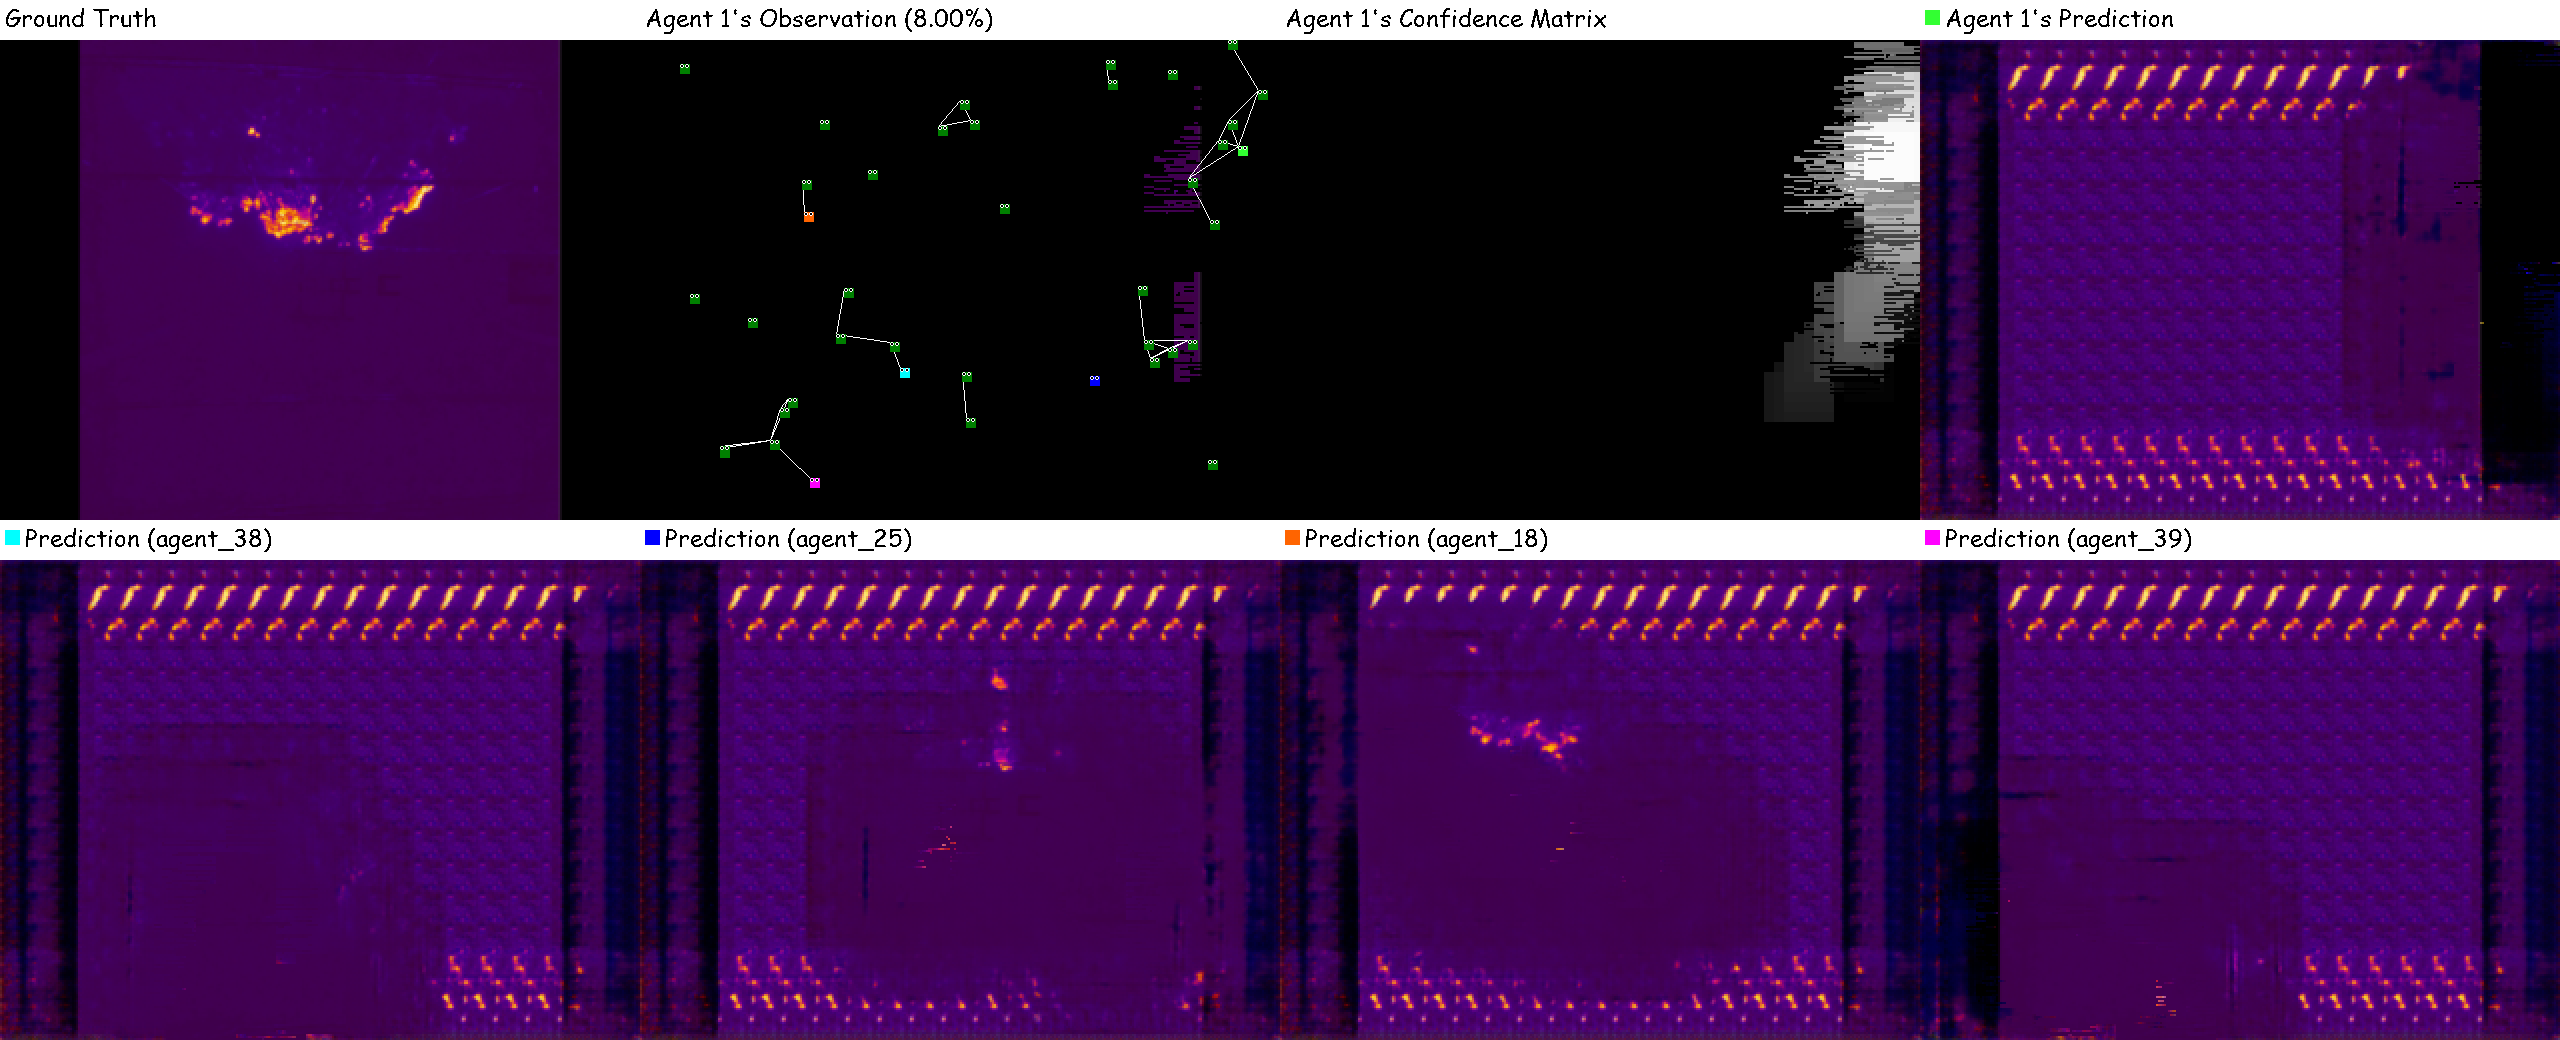 Ground Truth
Agent 1's Observation (8.00%)
Agent 1's Confidence Matrix
Agent 1's Prediction
Prediction (agent_38)
Prediction (agent_25)
Prediction (agent_18)
Prediction (agent_39)